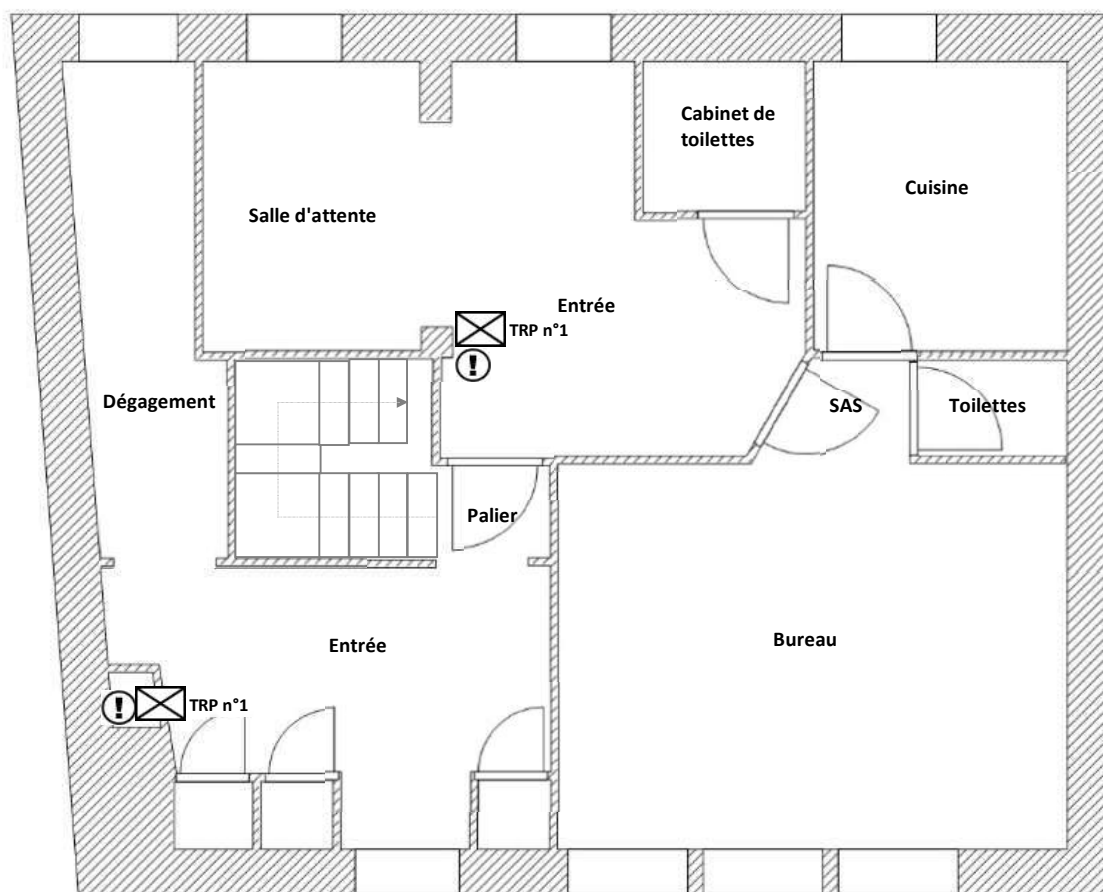 Cabinet de
toilettes
Cuisine
Salle d'attente
Entrée
TRP n°1
!
Dégagement
SAS
Toilettes
Palier
Entrée
Bureau
!
TRP n°1